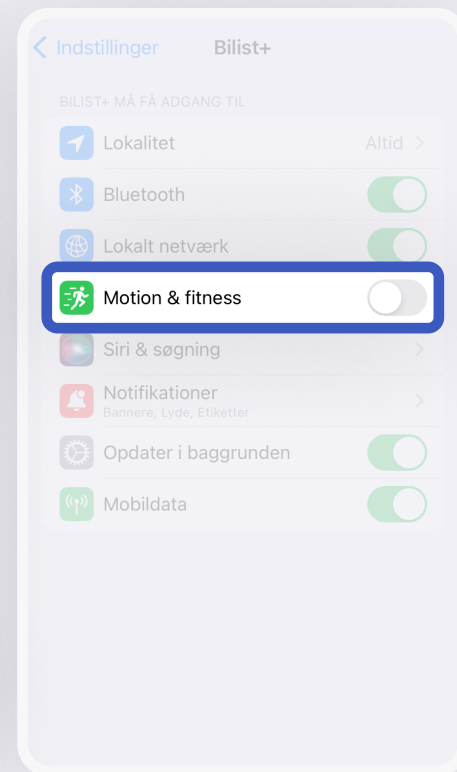 Indstillinger Bilist+
BILIST+ MÅ FÅ ADGANG TIL
Lokalitet Altid
Bluetooth
Lokalt netværk
Motion & fitness
Siri & søgning
Notifikationer
Bannere, Lyde, Etiketter
Opdater i baggrunden
Mobildata